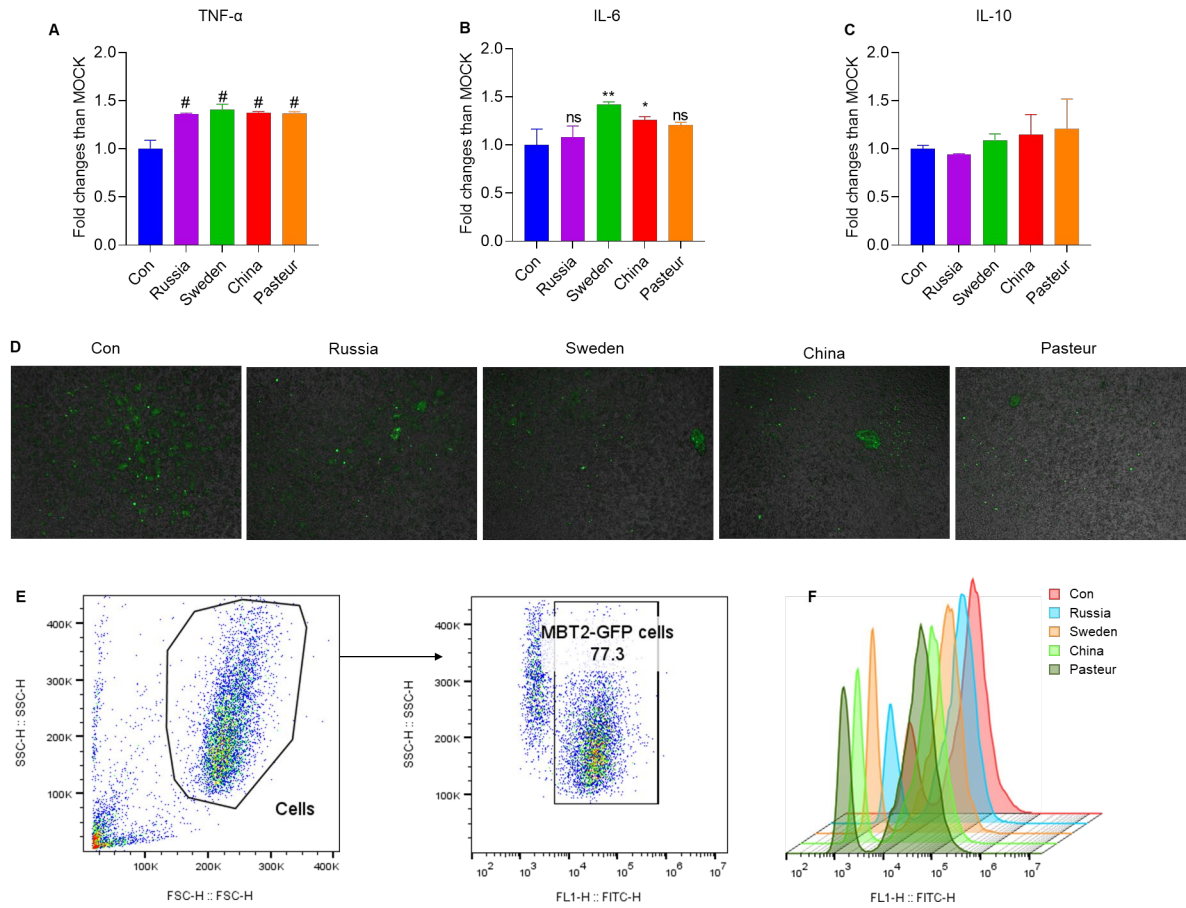 TNF-α
IL-6
IL-10
A
B
C
Fold changes than MOCK
2.0
1.5
1.0
0.5
0.0
#
#
#
#
Con
Russia
Sweden
China
Pasteur
Fold changes than MOCK
2.0
1.5
1.0
0.5
0.0
ns
**
*
ns
Con
Russia
Sweden
China
Pasteur
Fold changes than MOCK
2.0
1.5
1.0
0.5
0.0
Con
Russia
Sweden
China
Pasteur
D
Con
Russia
Sweden
China
Pasteur
E
SSC-H :: SSC-H
400K
300K
200K
100K
Cells
100K
200K
300K
400K
FSC-H :: FSC-H
SSC-H :: SSC-H
400K
300K
200K
100K
MBT2-GFP cells
77.3
10² 10³ 10⁴ 10⁵ 10⁶ 10⁷
FL1-H :: FITC-H
F
Con
Russia
Sweden
China
Pasteur
10² 10³ 10⁴ 10⁵ 10⁶ 10⁷
FL1-H :: FITC-H